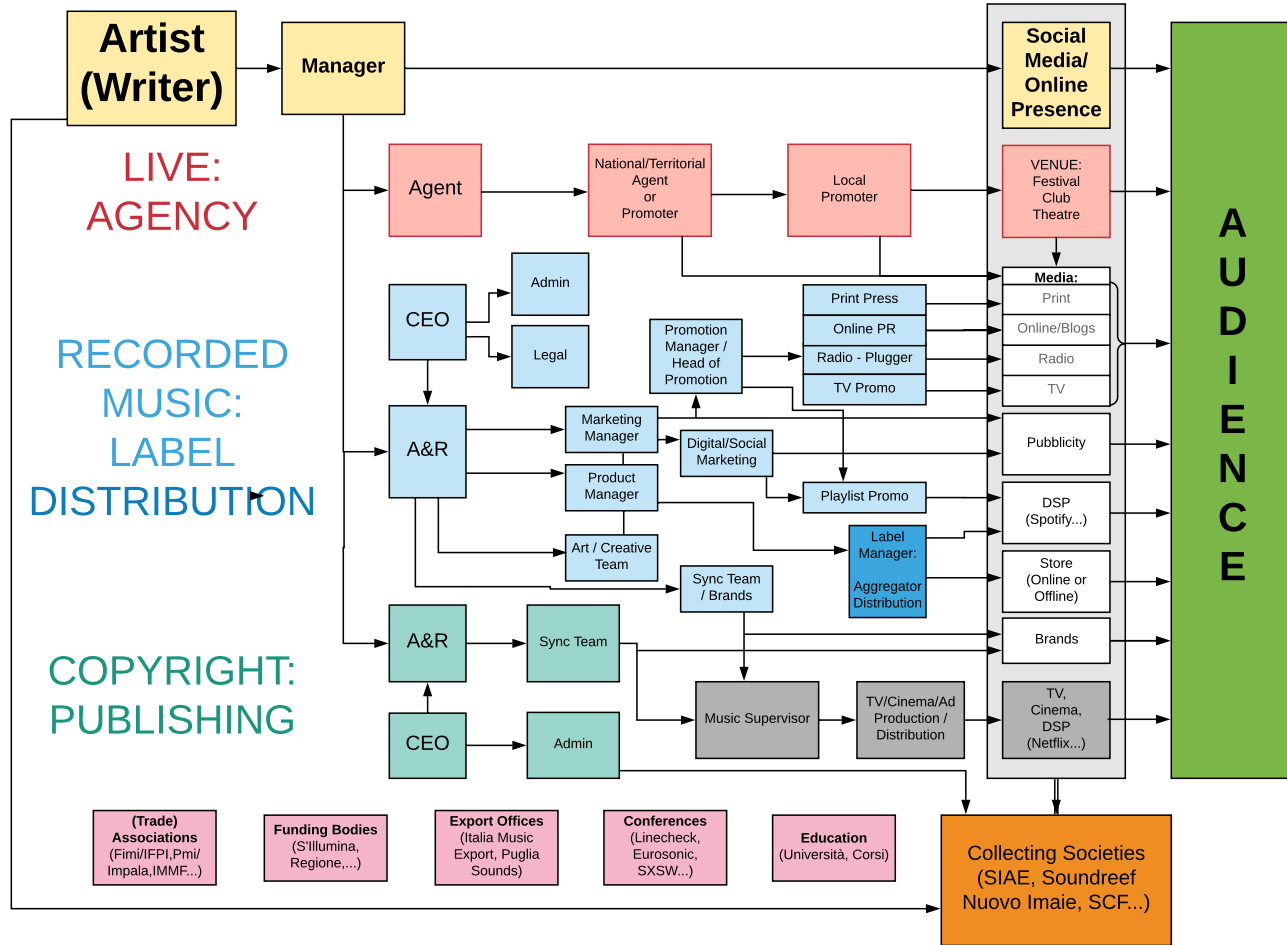 Artist
(Writer)
Manager
Social
Media/
Online
Presence
LIVE:
AGENCY
Agent
National/Territorial
Agent
or
Promoter
Local
Promoter
VENUE:
Festival
Club
Theatre
A
U
D
I
E
N
C
E
RECORDED
MUSIC:
LABEL
DISTRIBUTION
CEO
Admin
Legal
Promotion
Manager /
Head of
Promotion
Print Press
Online PR
Radio - Plugger
TV Promo
Media:
Print
Online/Blogs
Radio
TV
A&R
Marketing
Manager
Digital/Social
Marketing
Pubblicity
Product
Manager
Playlist Promo
DSP
(Spotify...)
Art / Creative
Team
Label
Manager:
Aggregator
Distribution
Store
(Online or
Offline)
Sync Team
/ Brands
Brands
COPYRIGHT:
PUBLISHING
A&R
Sync Team
Music Supervisor
TV/Cinema/Ad
Production /
Distribution
TV,
Cinema,
DSP
(Netflix...)
CEO
Admin
(Trade)
Associations
(Fimi/IFPI,Pmi/
Impala,IMMF...)
Funding Bodies
(S'Illumina,
Regione,...)
Export Offices
(Italia Music
Export, Puglia
Sounds)
Conferences
(Linecheck,
Eurosonic,
SXSW...)
Education
(Università, Corsi)
Collecting Societies
(SIAE, Soundreef
Nuovo Imaie, SCF...)